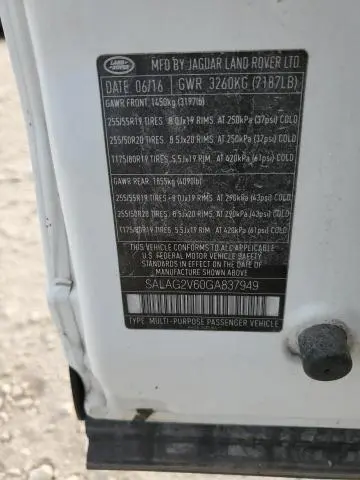 LAND ROVER
MFG BY JAGUAR LAND ROVER LTD.
DATE 06/16 GWR 3260KG (7187LB)
GAWR FRONT: 1450kg (3197lb)
255/55R19 TIRES: 8.0Jx19 RIMS, AT 250kPa (37psi) COLD
255/50R20 TIRES: 8.5Jx20 RIMS, AT 250kPa (37psi) COLD
T175/80R19 TIRES: 5.5Jx19 RIM, AT 420kPa (61psi) COLD
GAWR REAR: 1855kg (4090lb)
255/55R19 TIRES: 8.0Jx19 RIMS, AT 290kPa (43psi) COLD
255/50R20 TIRES: 8.5Jx20 RIMS, AT 290kPa (43psi) COLD
T175/80R19 TIRES: 5.5Jx19 RIM, AT 420kPa (61psi) COLD
THIS VEHICLE CONFORMS TO ALL APPLICABLE
U.S. FEDERAL MOTOR VEHICLE SAFETY
STANDARDS IN EFFECT ON THE DATE OF
MANUFACTURE SHOWN ABOVE
SALAG2V60GA837949
TYPE: MULTI-PURPOSE PASSENGER VEHICLE